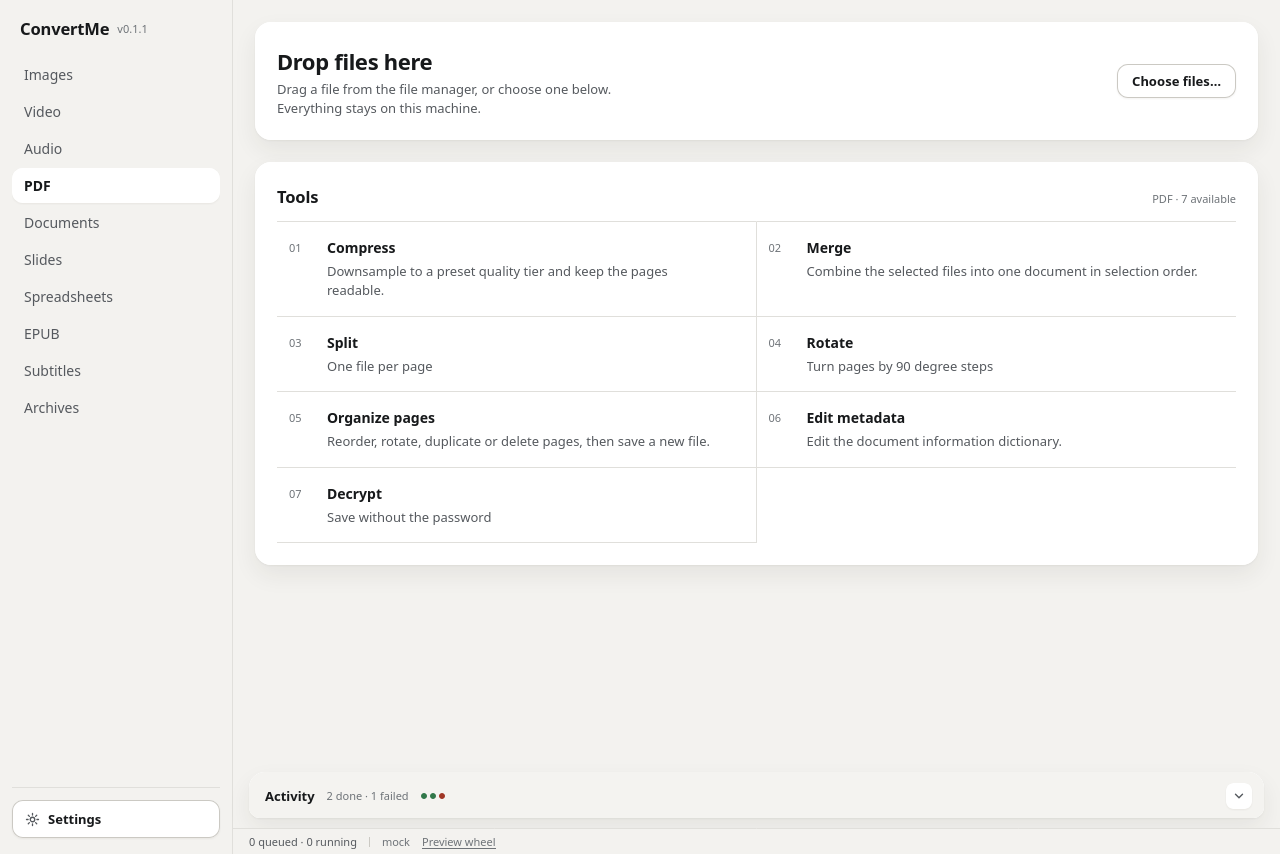 ConvertMe v0.1.1
Images
Video
Audio
PDF
Documents
Slides
Spreadsheets
EPUB
Subtitles
Archives
Settings
Drop files here
Drag a file from the file manager, or choose one below.
Everything stays on this machine.
Choose files…
Tools
PDF · 7 available
01 Compress
Downsample to a preset quality tier and keep the pages
readable.
02 Merge
Combine the selected files into one document in selection order.
03 Split
One file per page
04 Rotate
Turn pages by 90 degree steps
05 Organize pages
Reorder, rotate, duplicate or delete pages, then save a new file.
06 Edit metadata
Edit the document information dictionary.
07 Decrypt
Save without the password
Activity 2 done · 1 failed
0 queued · 0 running mock Preview wheel